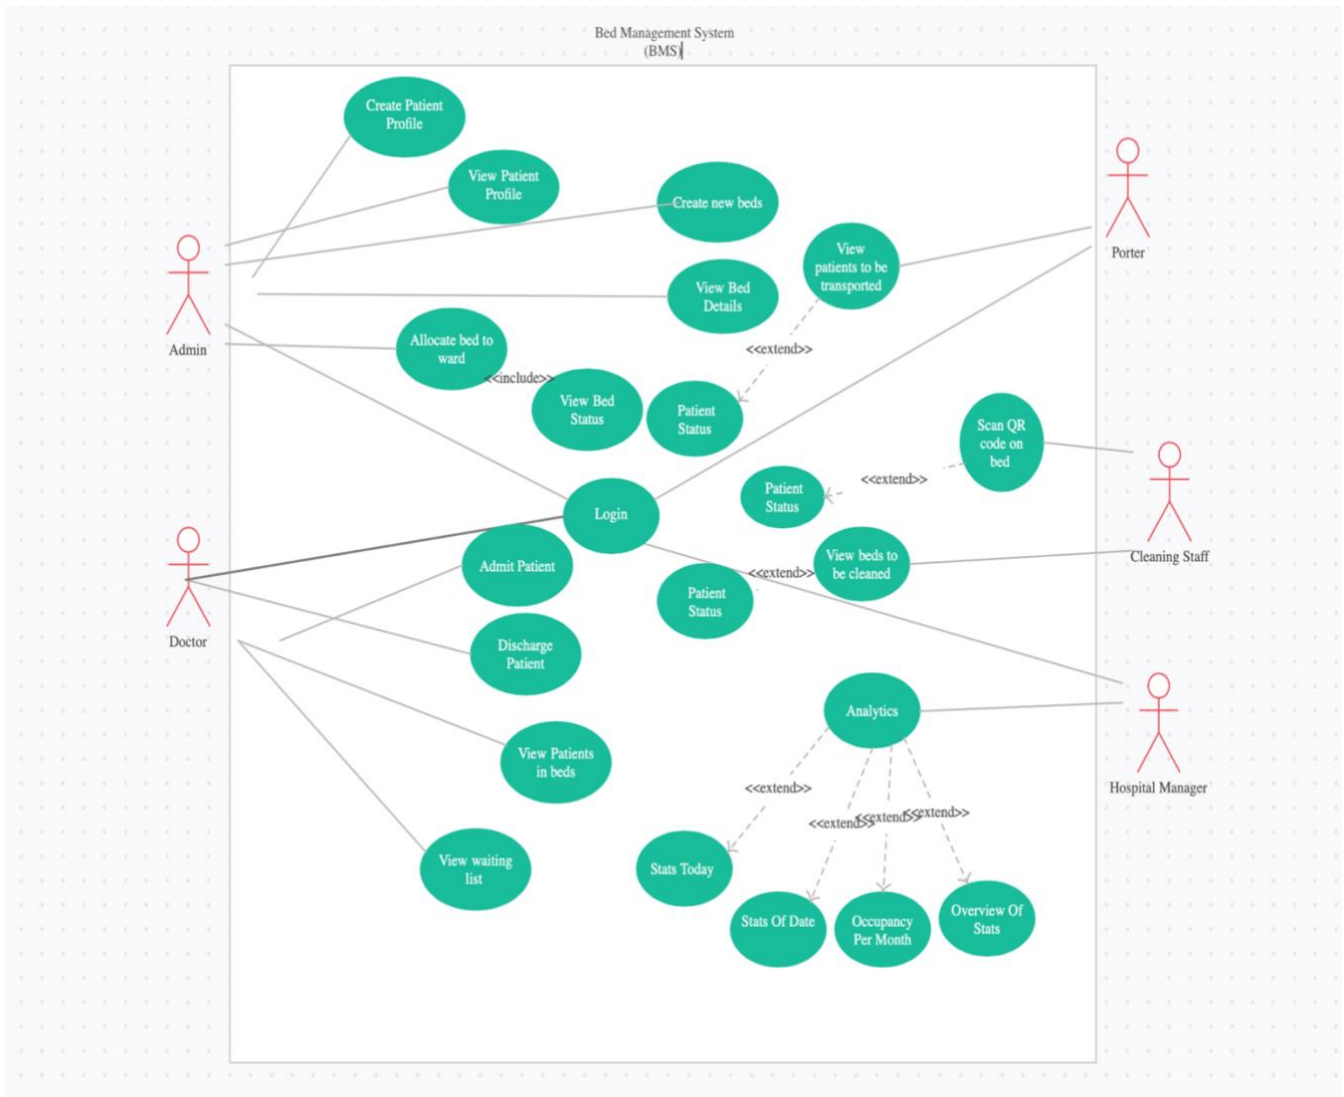 Bed Management System
(BMS)
Create Patient
Profile
View Patient
Profile
Create new beds
View
patients to be
transported
Porter
View Bed
Details
Admin
Allocate bed to
ward
<<extend>>
<<include>>
View Bed
Status
Patient
Status
Scan QR
code on
bed
<<extend>>
Patient
Status
Login
Cleaning Staff
Admit Patient
View beds to
be cleaned
<<extend>>
Patient
Status
Doctor
Discharge
Patient
Analytics
View Patients
in beds
Hospital Manager
<<extend>>
<<extend>>
<<extend>>
<<extend>>
View waiting
list
Stats Today
Stats Of Date
Occupancy
Per Month
Overview Of
Stats